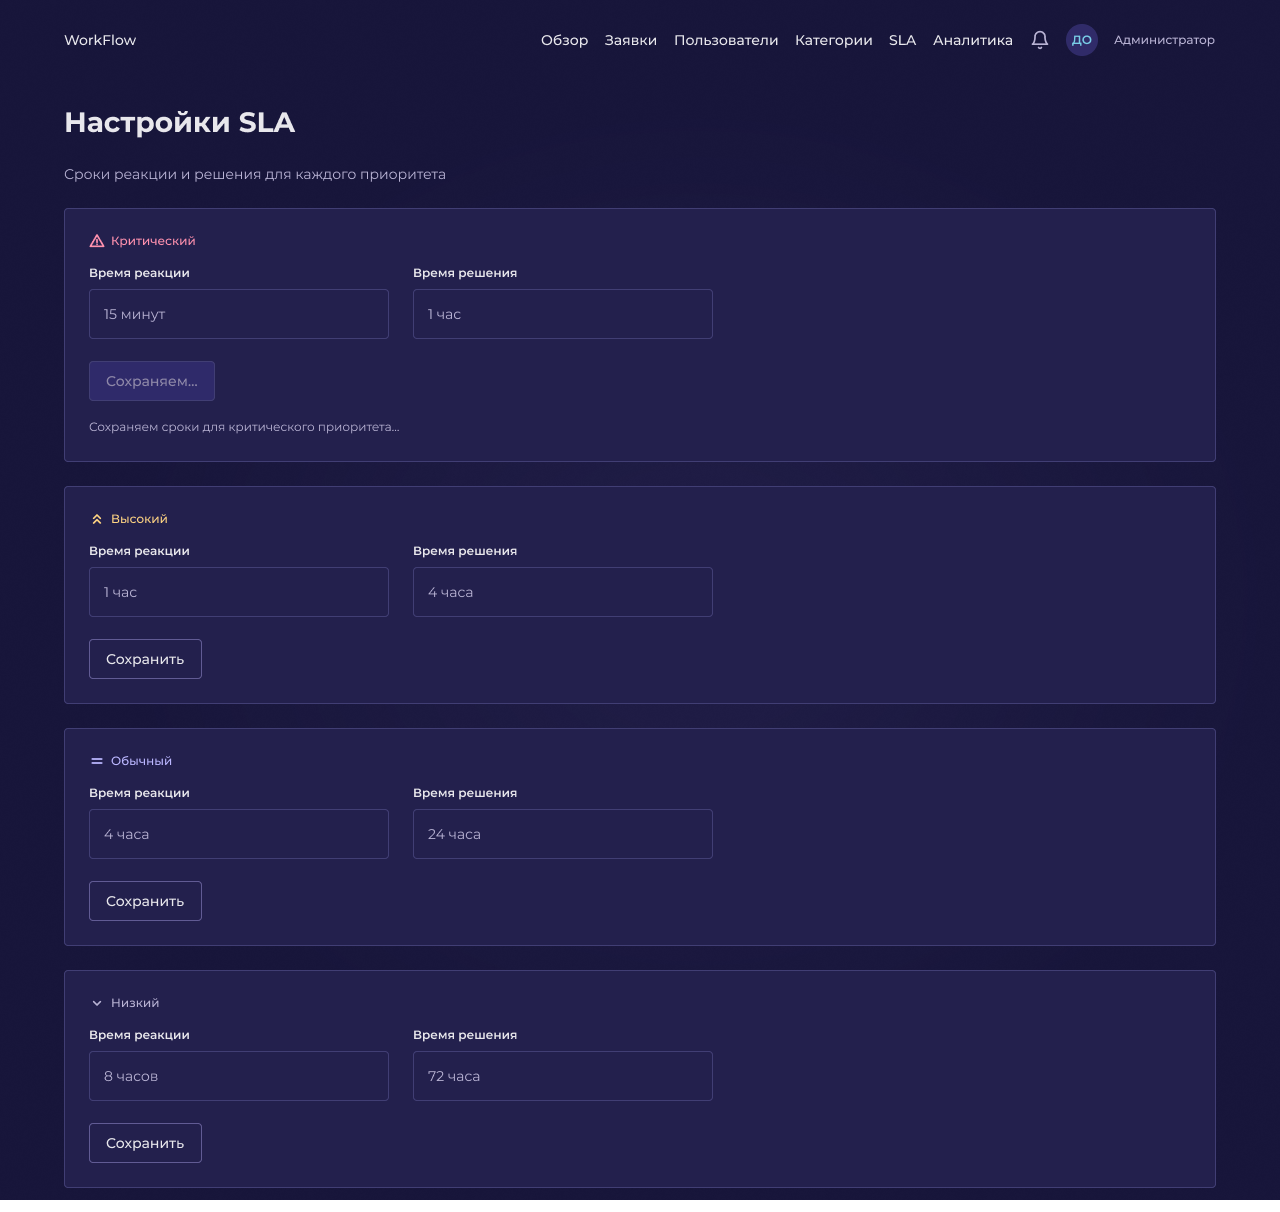 WorkFlow Обзор Заявки Пользователи Категории SLA Аналитика ДО Администратор
Настройки SLA
Сроки реакции и решения для каждого приоритета
Критический
Время реакции Время решения
15 минут 1 час
Сохраняем…
Сохраняем сроки для критического приоритета…
Высокий
Время реакции Время решения
1 час 4 часа
Сохранить
Обычный
Время реакции Время решения
4 часа 24 часа
Сохранить
Низкий
Время реакции Время решения
8 часов 72 часа
Сохранить